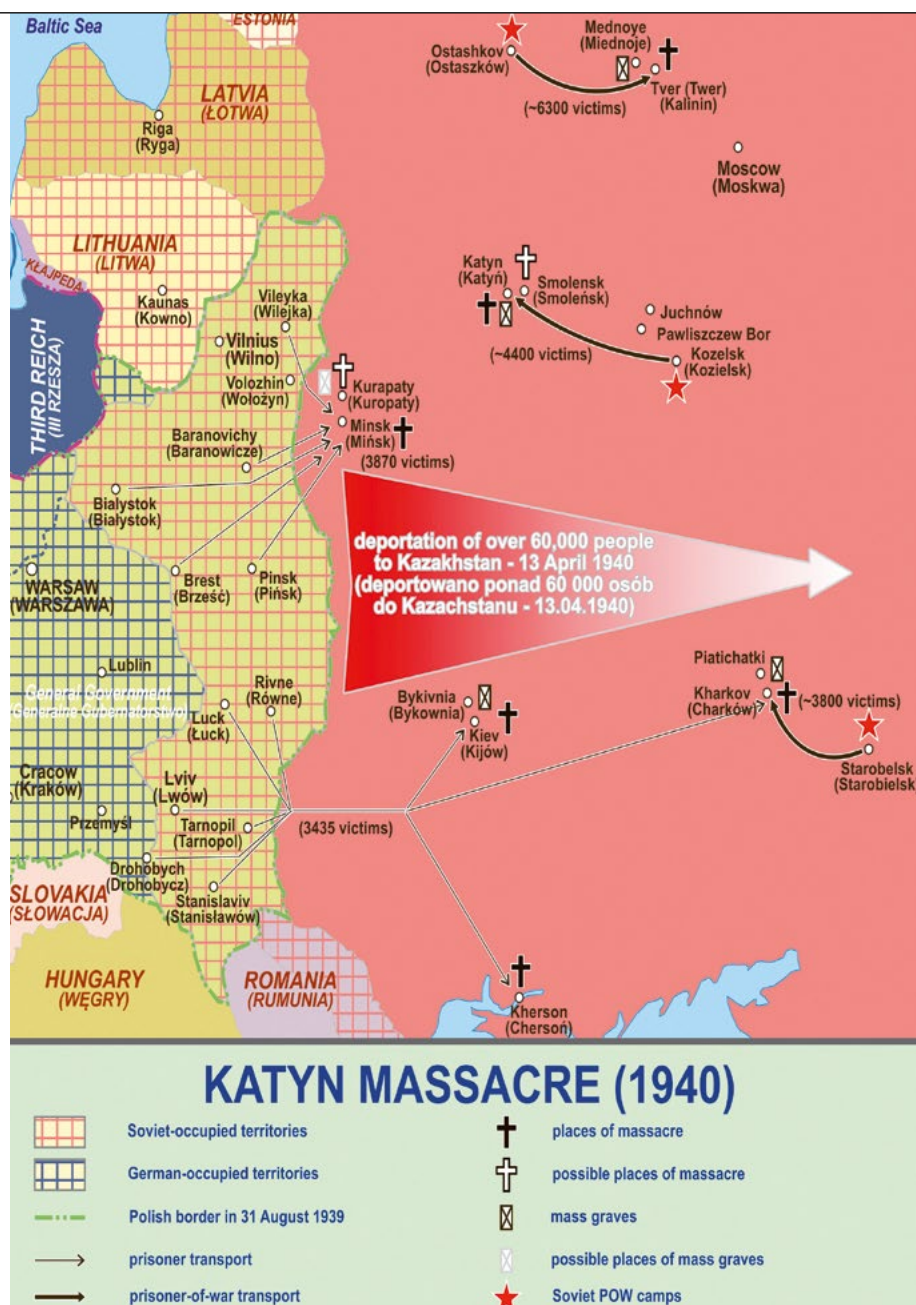 Baltic Sea
ESTONIA
LATVIA
(ŁOTWA)
Riga
(Ryga)
Ostashkov
(Ostaszków)
Mednoye
(Miednoje)
Tver (Twer)
(Kalinin)
(~6300 victims)
Moscow
(Moskwa)
LITHUANIA
(LITWA)
KŁAJPEDA
Kaunas
(Kowno)
Vileyka
(Wilejka)
Vilnius
(Wilno)
Volozhin
(Wołożyn)
Katyn
(Katyń)
Smolensk
(Smoleńsk)
Juchnów
Pawliszczew Bor
(~4400 victims)
Kozelsk
(Kozielsk)
THIRD REICH
(III RZESZA)
Kurapaty
(Kuropaty)
Baranovichy
(Baranowicze)
Minsk
(Mińsk)
(3870 victims)
Bialystok
(Białystok)
deportation of over 60,000 people
to Kazakhstan - 13 April 1940
(deportowano ponad 60 000 osób
do Kazachstanu - 13.04.1940)
WARSAW
(WARSZAWA)
Brest
(Brześć)
Pinsk
(Pińsk)
Lublin
General Government
(Generalne Gubernatorstwo)
Rivne
(Równe)
Luck
(Łuck)
Bykivnia
(Bykownia)
Kiev
(Kijów)
Piatichatki
Kharkov
(Charków)
(~3800 victims)
Starobelsk
(Starobielsk)
Cracow
(Kraków)
Przemyśl
Lviv
(Lwów)
Tarnopil
(Tarnopol)
(3435 victims)
Drohobych
(Drohobycz)
Stanislaviv
(Stanisławów)
SLOVAKIA
(SŁOWACJA)
HUNGARY
(WĘGRY)
ROMANIA
(RUMUNIA)
Kherson
(Chersoń)
KATYN MASSACRE (1940)
Soviet-occupied territories
German-occupied territories
Polish border in 31 August 1939
prisoner transport
prisoner-of-war transport
places of massacre
possible places of massacre
mass graves
possible places of mass graves
Soviet POW camps